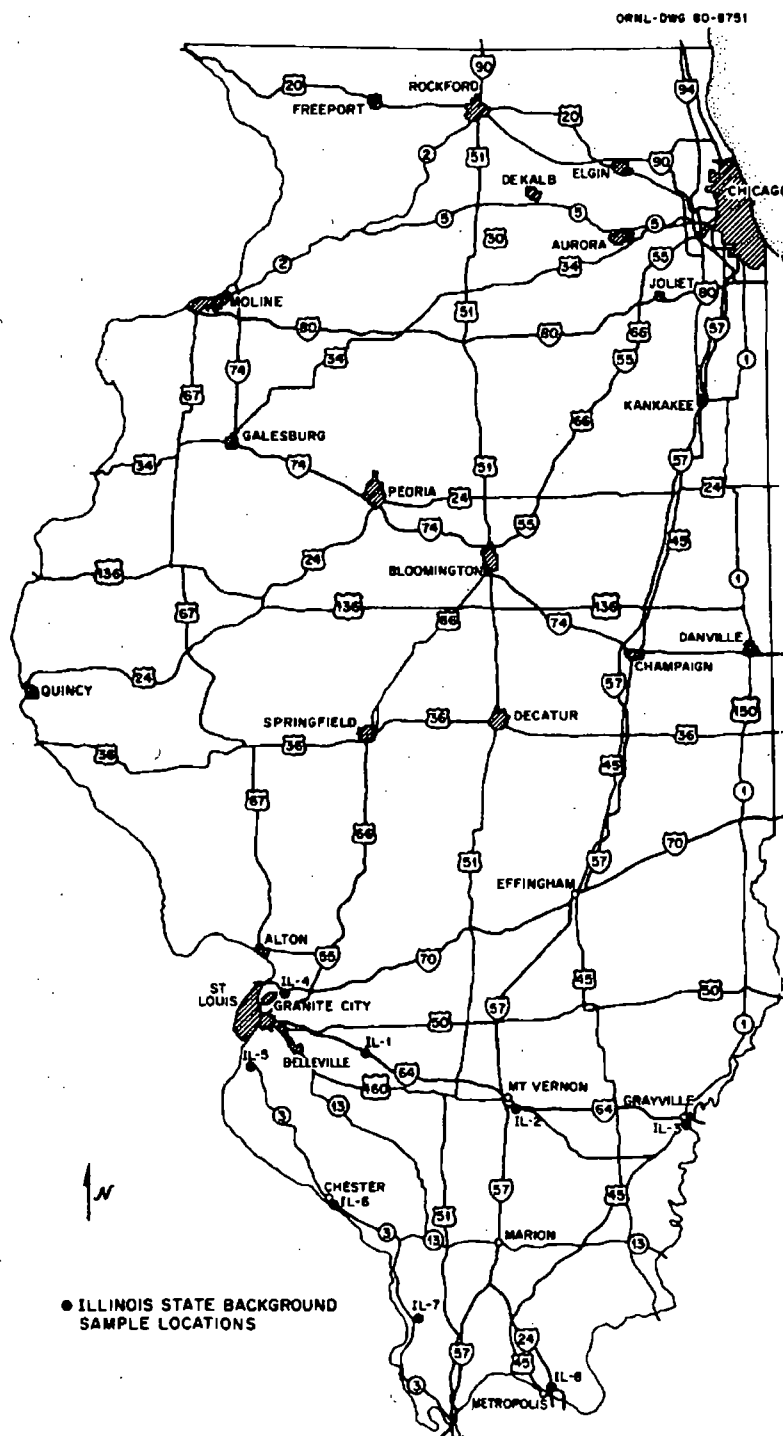 ORNL-DWG 80-8751
90
94
ROCKFORD
20
FREEPORT
20
2
51
ELGIN
90
DE KALB
CHICAGO
5
5
5
30
AURORA
55
2
34
JOLIET
MOLINE
51
80
80
80
66
57
34
55
1
74
67
66
KANKAKEE
GALESBURG
57
34
74
51
PEORIA
24
24
74
55
45
24
BLOOMINGTON
136
1
67
136
136
66
74
DANVILLE
CHAMPAIGN
24
57
QUINCY
150
SPRINGFIELD
36
DECATUR
36
36
36
45
67
1
66
70
51
57
EFFINGHAM
ALTON
55
70
45
ST
LOUIS
IL-4
50
GRANITE CITY
57
50
1
IL-1
BELLEVILLE
IL-5
64
460
MT VERNON
GRAYVILLE
3
13
IL-2
64
IL-3
N
57
45
CHESTER
IL-6
51
3
13
MARION
13
● ILLINOIS STATE BACKGROUND
SAMPLE LOCATIONS
IL-7
24
57
45
3
IL-8
METROPOLIS